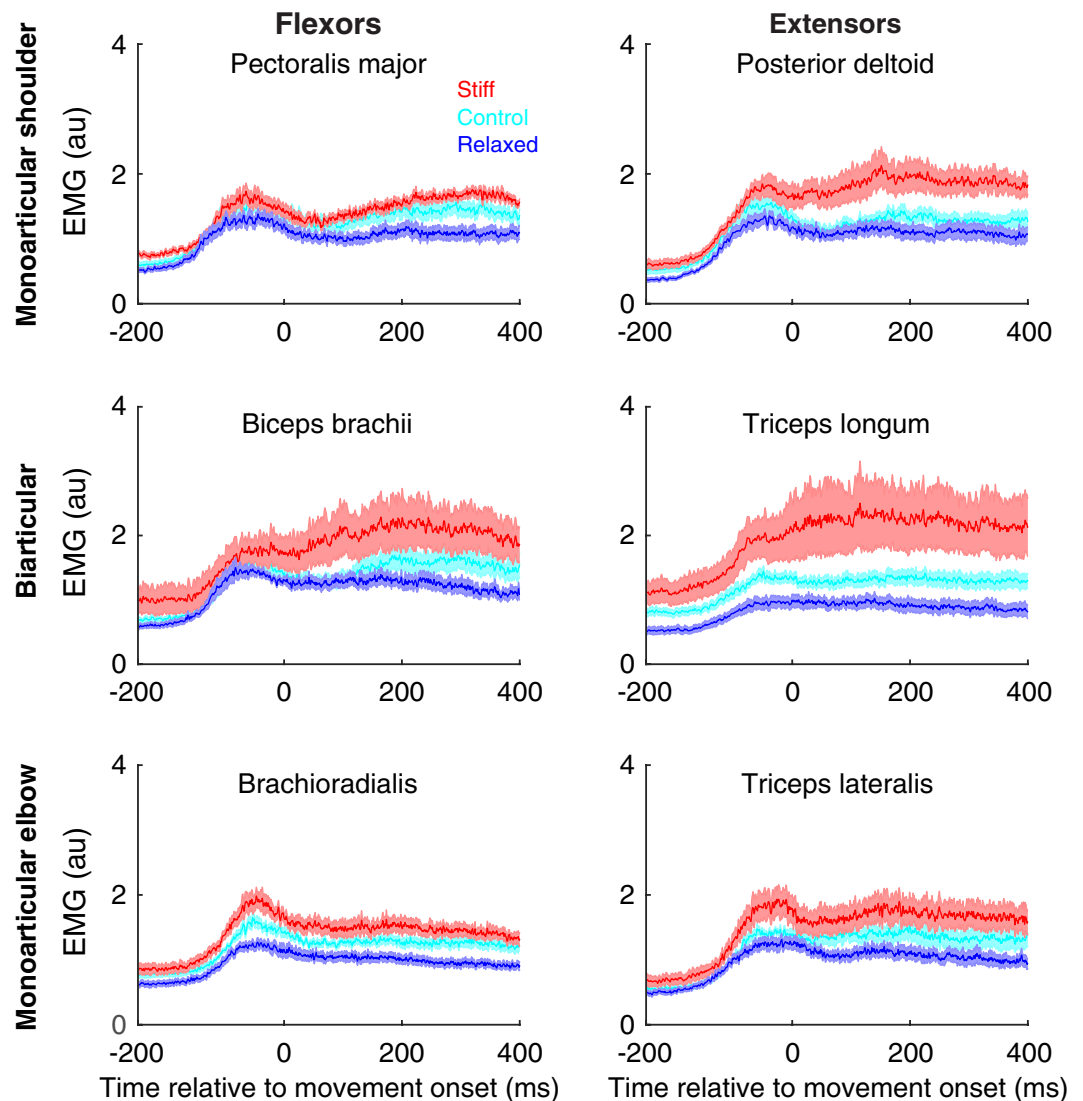 Flexors
Extensors
Monoarticular shoulder
Pectoralis major
Stiff
Control
Relaxed
EMG (au)
4
2
0
-200
0
200
400
Posterior deltoid
4
2
0
-200
0
200
400
Biarticular
Biceps brachii
EMG (au)
4
2
0
-200
0
200
400
Triceps longum
4
2
0
-200
0
200
400
Monoarticular elbow
Brachioradialis
EMG (au)
4
2
0
-200
0
200
400
Time relative to movement onset (ms)
Triceps lateralis
4
2
0
-200
0
200
400
Time relative to movement onset (ms)